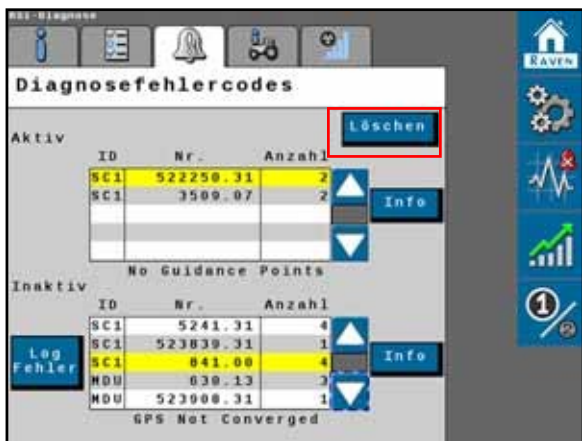 RSI-Diagnose
Diagnosefehlercodes
Löschen
Aktiv
ID Nr. Anzahl
SC1 522250.31 2
SC1 3509.07 2
Info
No Guidance Points
Inaktiv
ID Nr. Anzahl
SC1 5241.31 4
SC1 523839.31 1
SC1 841.00 4
MDU 630.13 3
MDU 523908.31 1
Log
Fehler
Info
GPS Not Converged
RAVEN
1